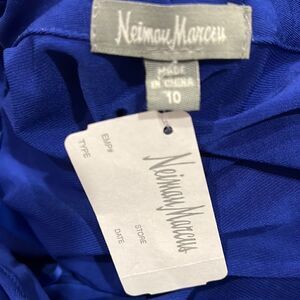 Neiman Marcus
MADE
IN CHINA
10
Neiman Marcus
EMP#
TYPE
STORE
DATE